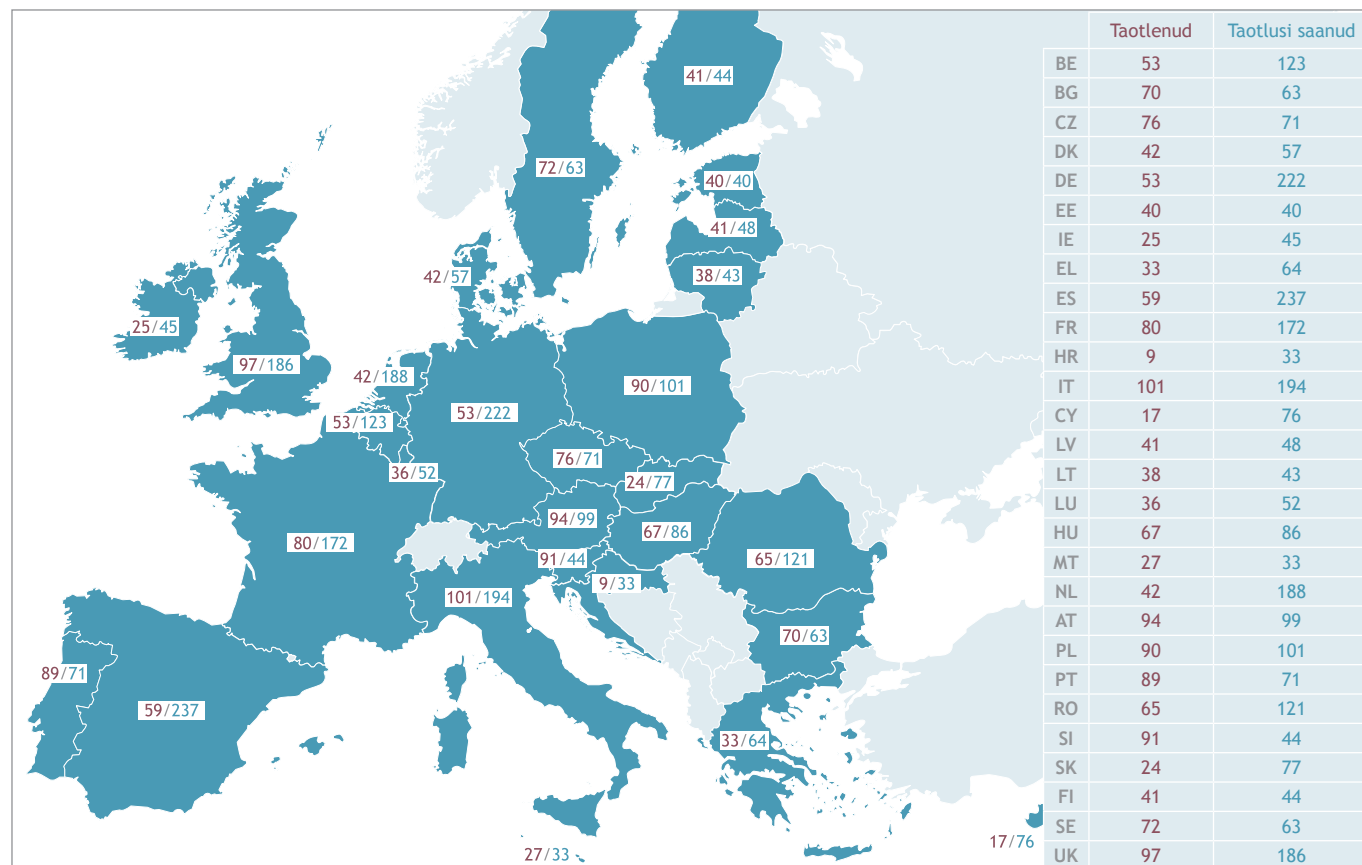 41/44
72/63
40/40
41/48
42/57
38/43
25/45
97/186
42/188
90/101
53/123
53/222
76/71
36/52
24/77
94/99
67/86
80/172
91/44
65/121
9/33
101/194
70/63
89/71
59/237
33/64
17/76
27/33
Taotlenud Taotlusi saanud
BE 53 123
BG 70 63
CZ 76 71
DK 42 57
DE 53 222
EE 40 40
IE 25 45
EL 33 64
ES 59 237
FR 80 172
HR 9 33
IT 101 194
CY 17 76
LV 41 48
LT 38 43
LU 36 52
HU 67 86
MT 27 33
NL 42 188
AT 94 99
PL 90 101
PT 89 71
RO 65 121
SI 91 44
SK 24 77
FI 41 44
SE 72 63
UK 97 186